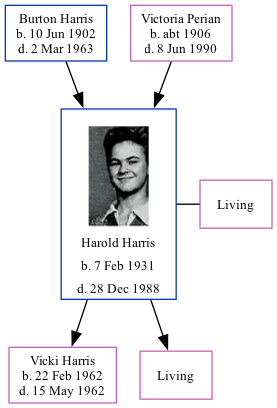 Burton Harris
b. 10 Jun 1902
d. 2 Mar 1963
Victoria Perian
b. abt 1906
d. 8 Jun 1990
Harold Harris
b. 7 Feb 1931
d. 28 Dec 1988
Living
Vicki Harris
b. 22 Feb 1962
d. 15 May 1962
Living